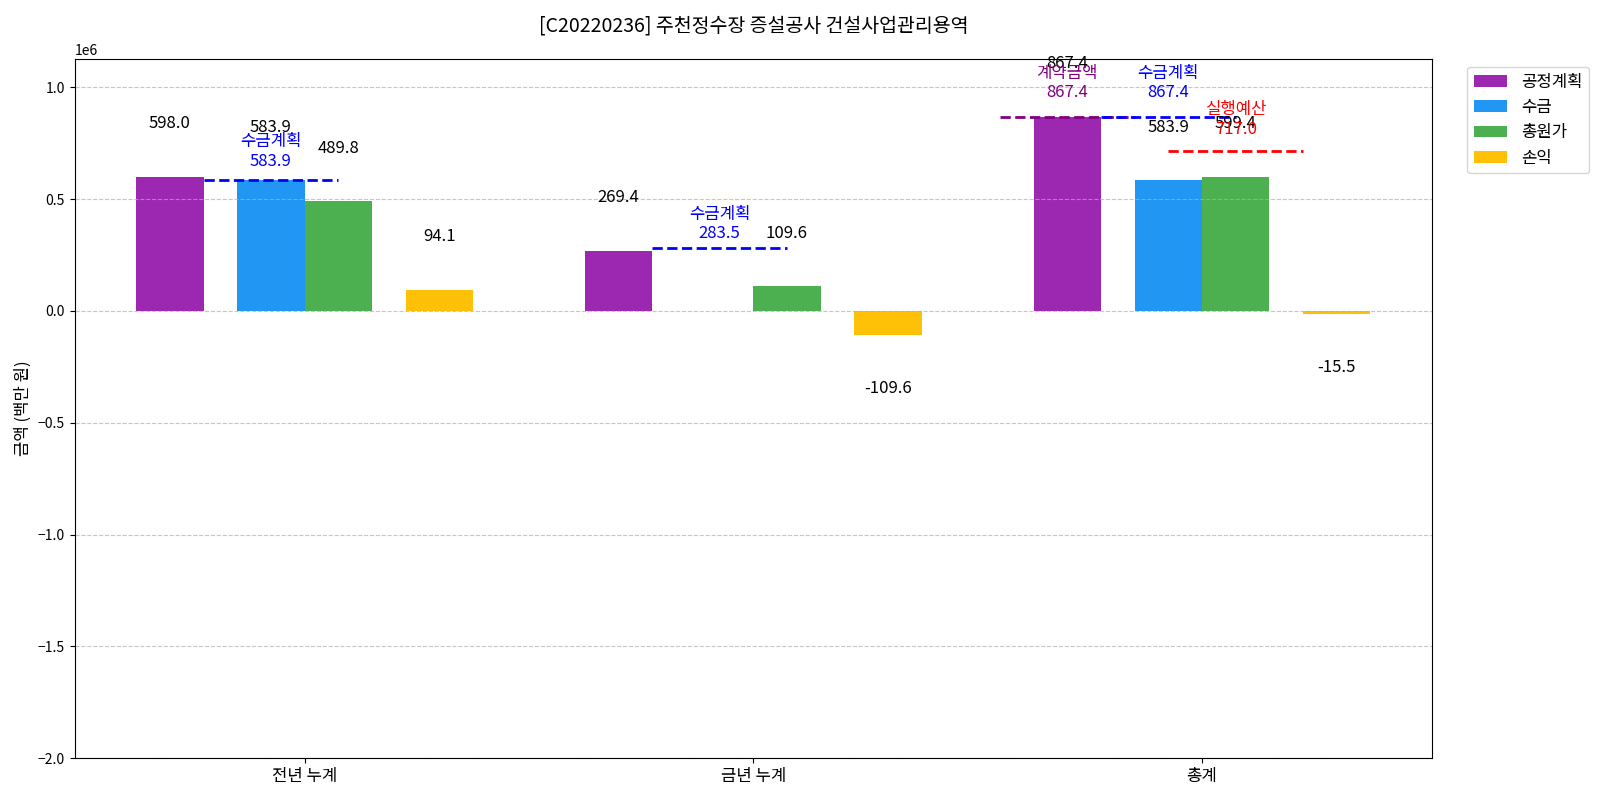 [C20220236] 주천정수장 증설공사 건설사업관리용역
1e6
금액 (백만 원)
1.0
0.5
0.0
−0.5
−1.0
−1.5
−2.0
598.0
583.9
수금계획
583.9
489.8
94.1
269.4
수금계획
283.5
109.6
-109.6
867.4
계약금액
867.4
수금계획
867.4
583.9
실행예산
717.0
599.4
-15.5
전년 누계
금년 누계
총계
공정계획
수금
총원가
손익